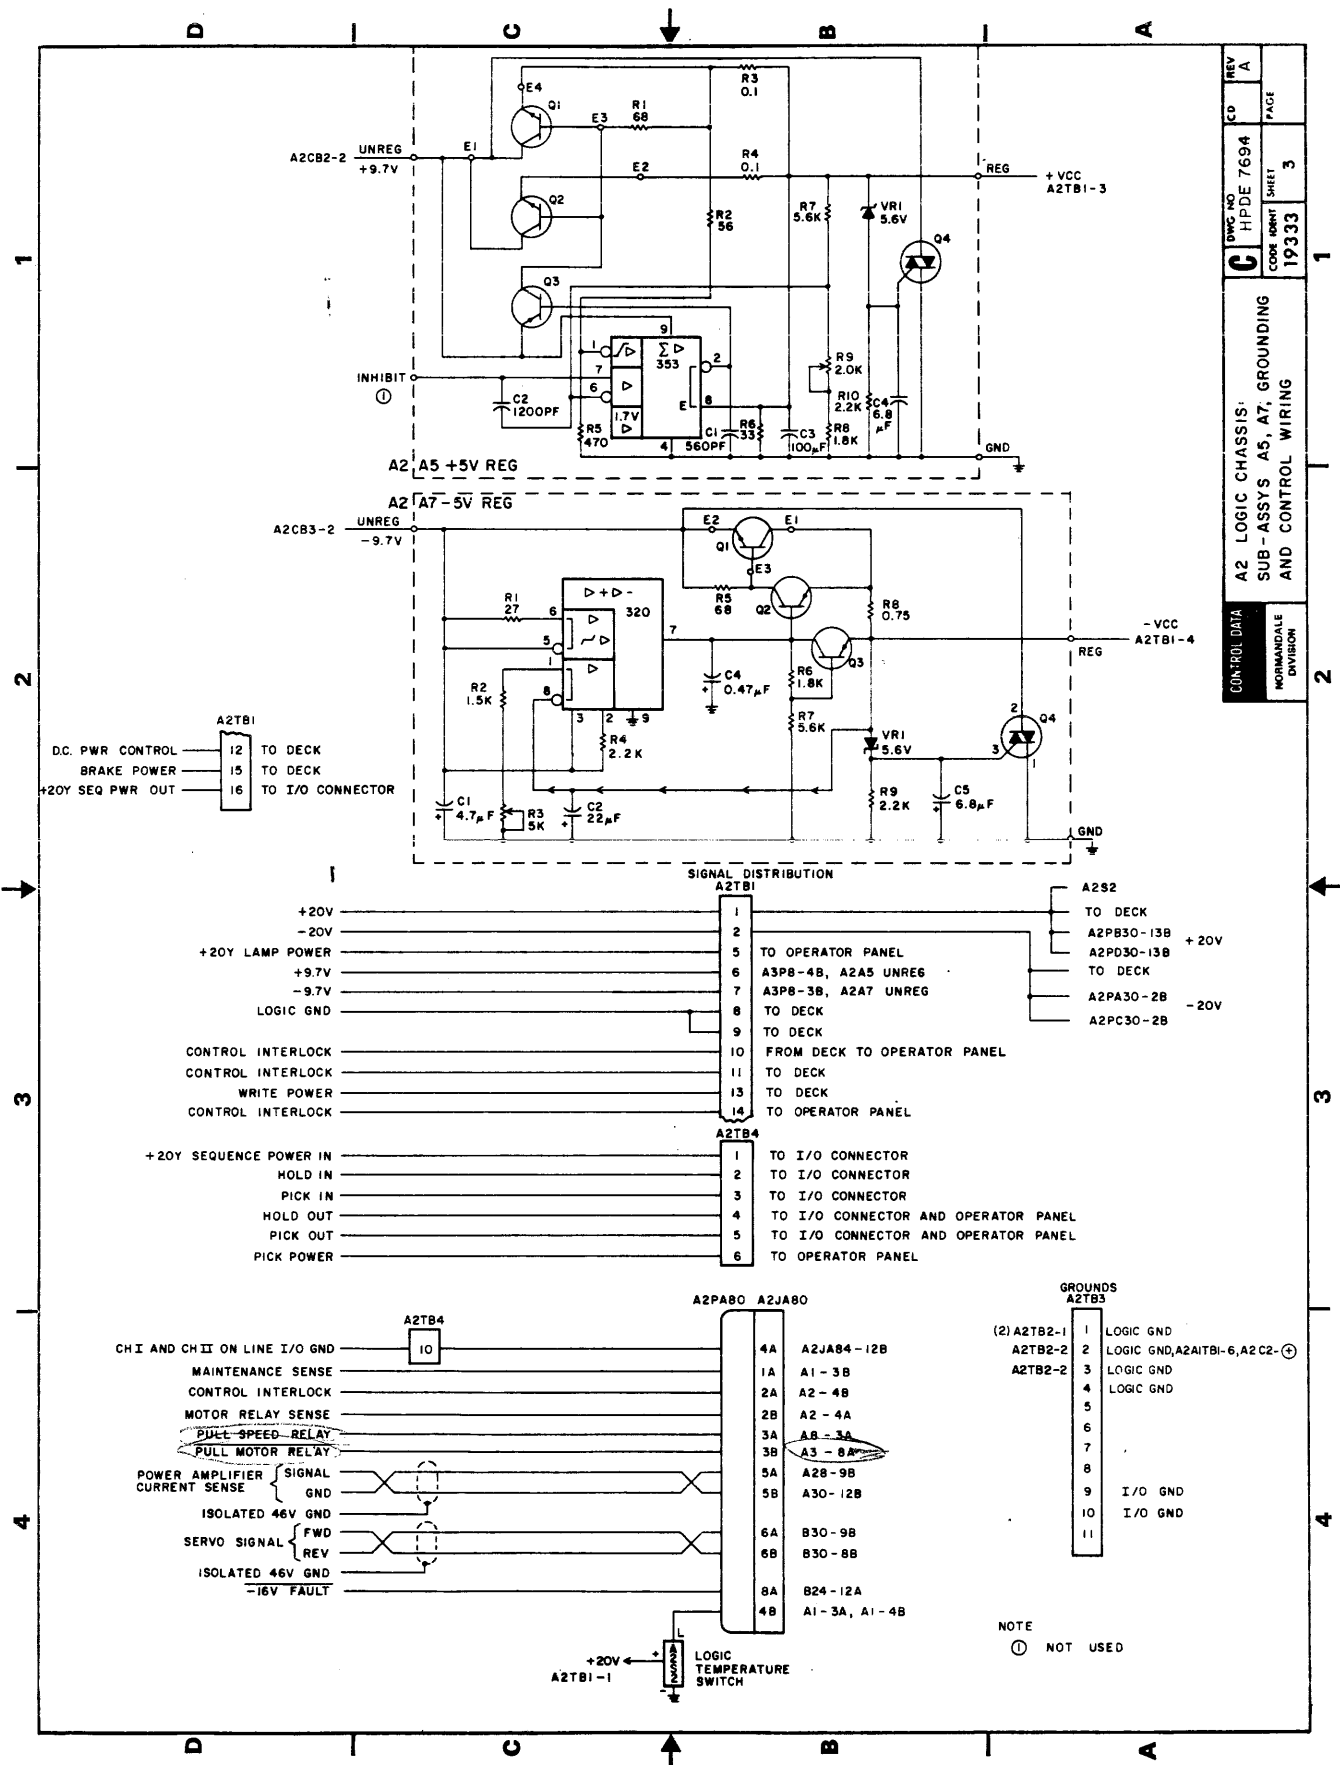 D C B A
E4
Q1
R1
68
E3
R3
0.1
A2CB2-2 UNREG +9.7V
E1
E2
R4
0.1
REG
+VCC
A2TB1-3
Q2
R2
56
R7
5.6K
VR1
5.6V
Q4
Q3
9
1
Σ
353
2
INHIBIT
①
7
6
1.7V
E
8
4
C2
1200PF
R5
470
C1
560PF
R6
33
C3
100μF
R9
2.0K
R10
2.2K
R8
1.8K
C4
6.8
μF
GND
A2 A5 +5V REG
A2 A7 -5V REG
A2CB3-2 UNREG -9.7V
E2
E1
Q1
E3
R5
68
Q2
R8
0.75
R1
27
6
5
1
8
320
7
3 2 9
Q3
-VCC
A2TB1-4
REG
R2
1.5K
C4
0.47μF
R6
1.8K
R7
5.6K
R4
2.2K
VR1
5.6V
2
Q4
3
1
C1
4.7μF
R3
5K
C2
22μF
R9
2.2K
C5
6.8μF
GND
A2TB1
D.C. PWR CONTROL 12 TO DECK
BRAKE POWER 15 TO DECK
+20Y SEQ PWR OUT 16 TO I/O CONNECTOR
SIGNAL DISTRIBUTION
A2TB1
+20V 1
-20V 2
+20Y LAMP POWER 5 TO OPERATOR PANEL
+9.7V 6 A3P8-4B, A2A5 UNREG
-9.7V 7 A3P8-3B, A2A7 UNREG
LOGIC GND 8 TO DECK
9 TO DECK
CONTROL INTERLOCK 10 FROM DECK TO OPERATOR PANEL
CONTROL INTERLOCK 11 TO DECK
WRITE POWER 13 TO DECK
CONTROL INTERLOCK 14 TO OPERATOR PANEL
A2S2
TO DECK
A2PB30-13B
+20V
A2PD30-13B
TO DECK
A2PA30-2B
-20V
A2PC30-2B
A2TB4
+20Y SEQUENCE POWER IN 1 TO I/O CONNECTOR
HOLD IN 2 TO I/O CONNECTOR
PICK IN 3 TO I/O CONNECTOR
HOLD OUT 4 TO I/O CONNECTOR AND OPERATOR PANEL
PICK OUT 5 TO I/O CONNECTOR AND OPERATOR PANEL
PICK POWER 6 TO OPERATOR PANEL
A2PA80 A2JA80
A2TB4
CH I AND CH II ON LINE I/O GND 10 4A A2JA84-12B
MAINTENANCE SENSE 1A A1-3B
CONTROL INTERLOCK 2A A2-4B
MOTOR RELAY SENSE 2B A2-4A
PULL SPEED RELAY 3A A8-3A
PULL MOTOR RELAY 3B A3-8A
POWER AMPLIFIER CURRENT SENSE
SIGNAL 5A A28-9B
GND 5B A30-12B
ISOLATED 46V GND
SERVO SIGNAL
FWD 6A B30-9B
REV 6B B30-8B
ISOLATED 46V GND
-16V FAULT 8A B24-12A
4B A1-3A, A1-4B
L
+
-
+20V
A2TB1-1
A2S2
LOGIC
TEMPERATURE
SWITCH
GROUNDS
A2TB3
(2) A2TB2-1 1 LOGIC GND
A2TB2-2 2 LOGIC GND,A2A1TB1-6,A2C2-⊕
A2TB2-2 3 LOGIC GND
4 LOGIC GND
5
6
7
8
9 I/O GND
10 I/O GND
11
NOTE
① NOT USED
CONTROL DATA
NORMANDALE
DIVISION
A2 LOGIC CHASSIS:
SUB-ASSYS A5, A7; GROUNDING
AND CONTROL WIRING
C
DWG NO
HPDE 7694
CD
REV
A
CODE IDENT
19333
SHEET
3
PAGE
1
2
3
4
1
2
3
4
D C B A